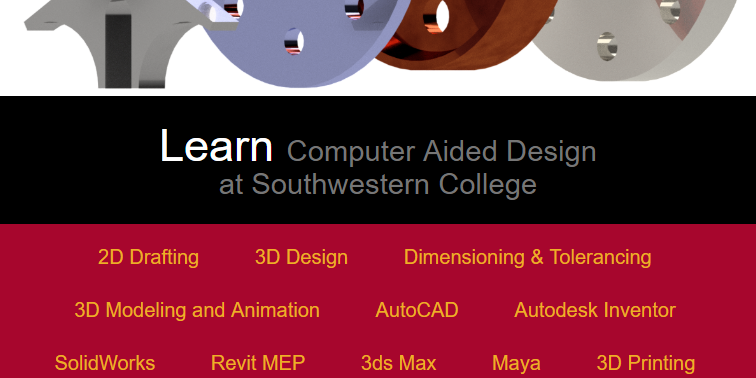 Learn Computer Aided Design
at Southwestern College
2D Drafting 3D Design Dimensioning & Tolerancing
3D Modeling and Animation AutoCAD Autodesk Inventor
SolidWorks Revit MEP 3ds Max Maya 3D Printing